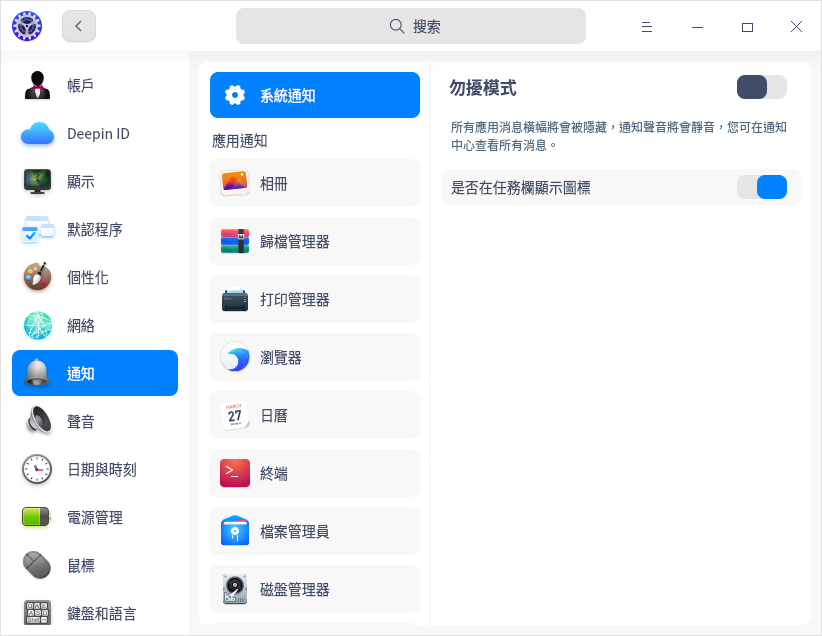 搜索
帳戶
Deepin ID
顯示
默認程序
個性化
網絡
通知
聲音
日期與時刻
電源管理
鼠標
鍵盤和語言
系統通知
應用通知
相冊
歸檔管理器
打印管理器
瀏覽器
日曆
終端
檔案管理員
磁盤管理器
勿擾模式
所有應用消息橫幅將會被隱藏，通知聲音將會靜音，您可在通知
中心查看所有消息。
是否在任務欄顯示圖標
MARCH
27